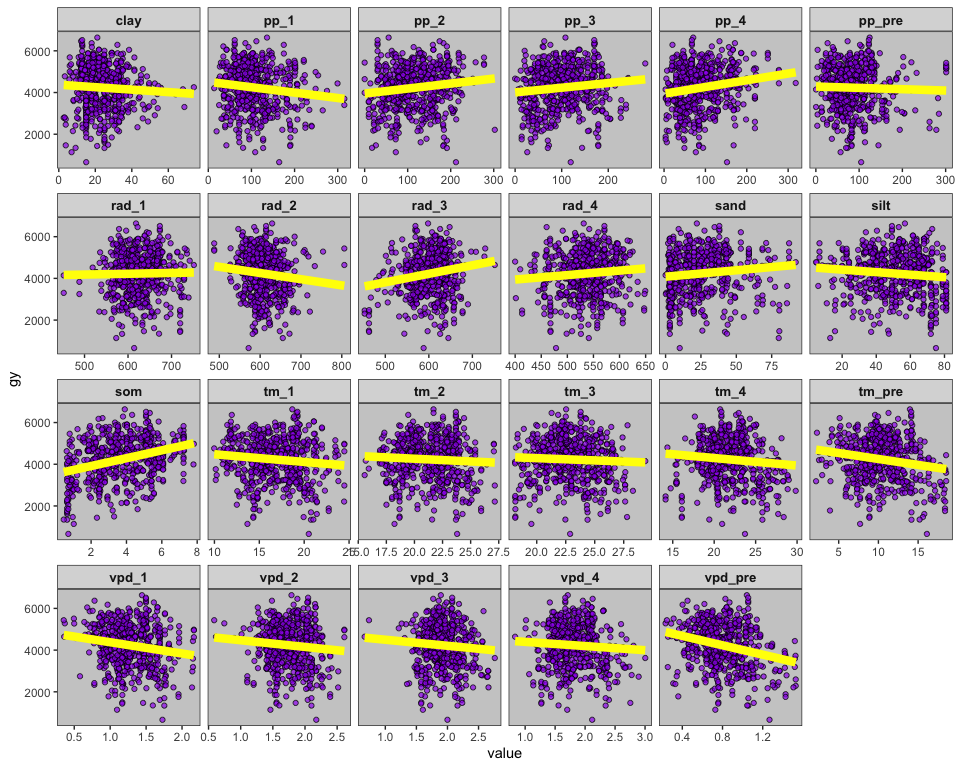 clay pp_1 pp_2 pp_3 pp_4 pp_pre
6000
4000
2000
0 20 40 60 0 100 200 300 0 100 200 300 0 100 200 0 100 200 300 0 100 200 300
rad_1 rad_2 rad_3 rad_4 sand silt
6000
4000
2000
500 600 700 500 600 700 800 500 600 700 400 450 500 550 600 650 0 25 50 75 20 40 60 80
gy
som tm_1 tm_2 tm_3 tm_4 tm_pre
6000
4000
2000
2 4 6 8 10 15 20 25 15.0 17.5 20.0 22.5 25.0 27.5 20.0 22.5 25.0 27.5 15 20 25 30 5 10 15
vpd_1 vpd_2 vpd_3 vpd_4 vpd_pre
6000
4000
2000
0.5 1.0 1.5 2.0 0.5 1.0 1.5 2.0 2.5 1.0 1.5 2.0 2.5 1.0 1.5 2.0 2.5 3.0 0.4 0.8 1.2
value